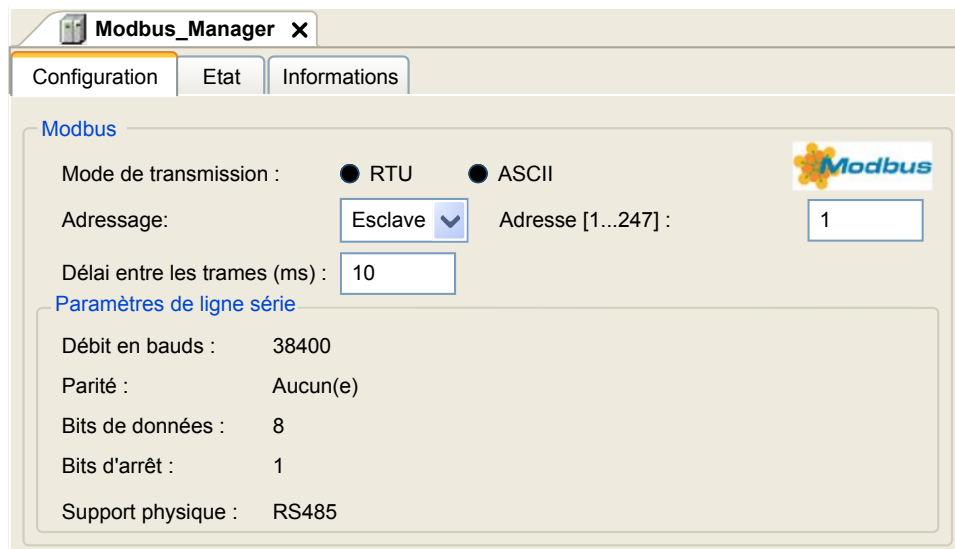 Modbus_Manager X
Configuration Etat Informations
Modbus
Mode de transmission : RTU ASCII
Modbus
Adressage: Esclave Adresse [1...247] : 1
Délai entre les trames (ms) : 10
Paramètres de ligne série
Débit en bauds : 38400
Parité : Aucun(e)
Bits de données : 8
Bits d'arrêt : 1
Support physique : RS485